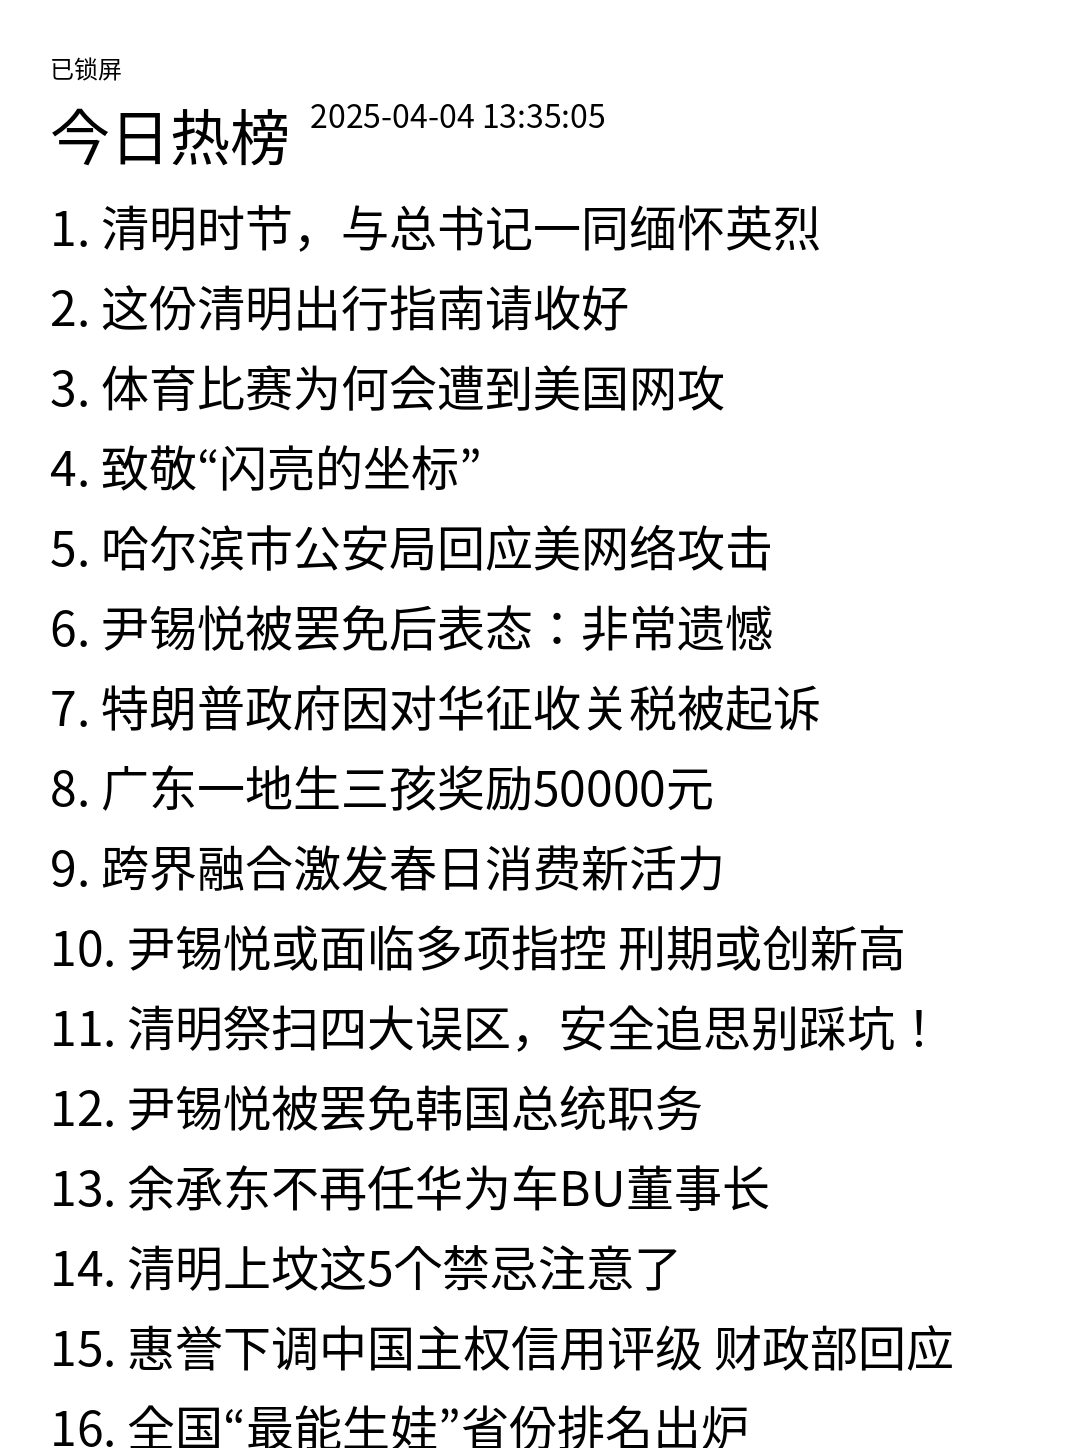 已锁屏
今日热榜 2025-04-04 13:35:05
1. 清明时节，与总书记一同缅怀英烈
2. 这份清明出行指南请收好
3. 体育比赛为何会遭到美国网攻
4. 致敬“闪亮的坐标”
5. 哈尔滨市公安局回应美网络攻击
6. 尹锡悦被罢免后表态：非常遗憾
7. 特朗普政府因对华征收关税被起诉
8. 广东一地生三孩奖励50000元
9. 跨界融合激发春日消费新活力
10. 尹锡悦或面临多项指控 刑期或创新高
11. 清明祭扫四大误区，安全追思别踩坑！
12. 尹锡悦被罢免韩国总统职务
13. 余承东不再任华为车BU董事长
14. 清明上坟这5个禁忌注意了
15. 惠誉下调中国主权信用评级 财政部回应
16. 全国“最能生娃”省份排名出炉